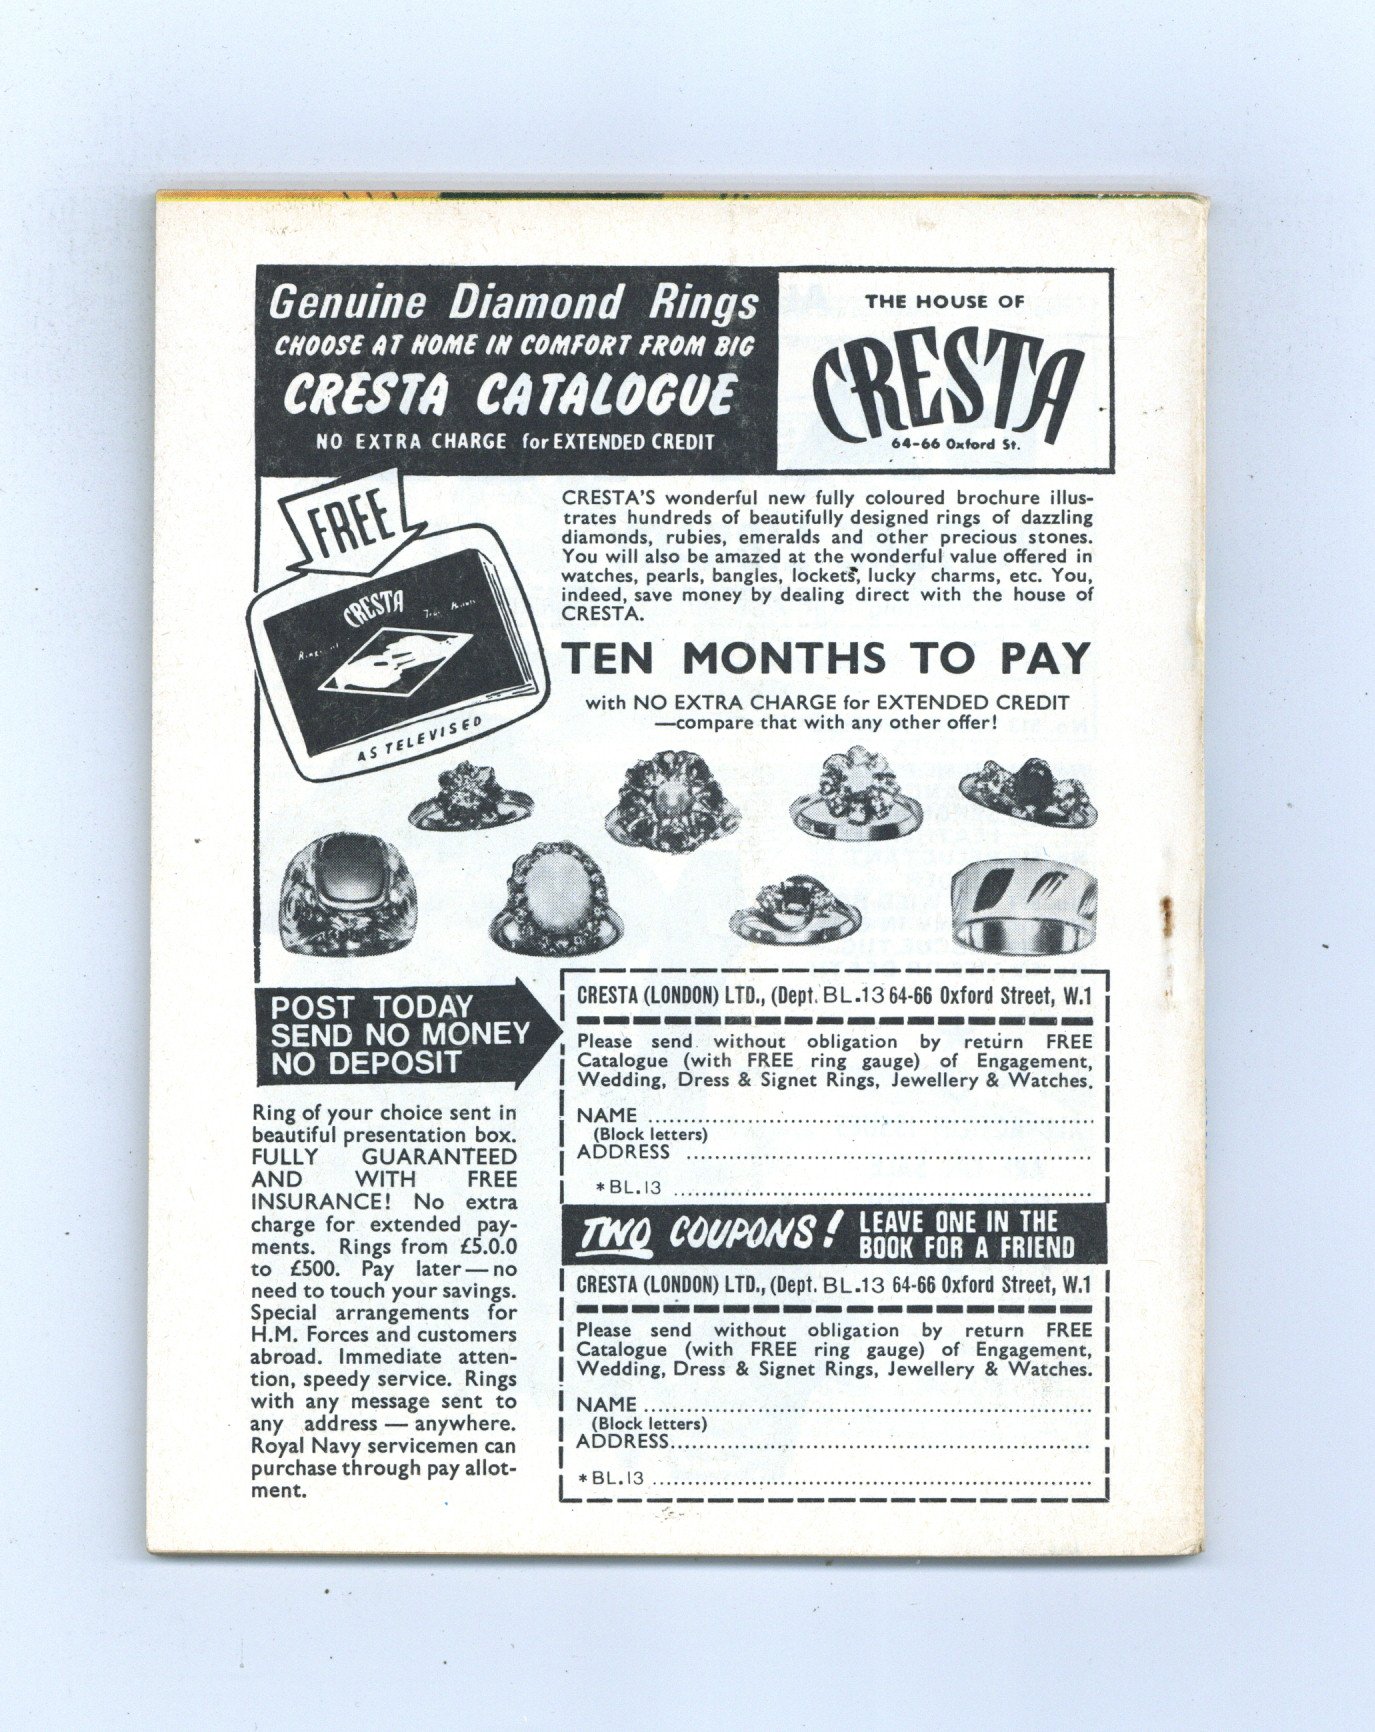 Genuine Diamond Rings
CHOOSE AT HOME IN COMFORT FROM BIG
CRESTA CATALOGUE
NO EXTRA CHARGE for EXTENDED CREDIT
THE HOUSE OF
CRESTA
64-66 Oxford St.
FREE
CRESTA
AS TELEVISED
CRESTA'S wonderful new fully coloured brochure illus-
trates hundreds of beautifully designed rings of dazzling
diamonds, rubies, emeralds and other precious stones.
You will also be amazed at the wonderful value offered in
watches, pearls, bangles, lockets, lucky charms, etc. You,
indeed, save money by dealing direct with the house of
CRESTA.
TEN MONTHS TO PAY
with NO EXTRA CHARGE for EXTENDED CREDIT
—compare that with any other offer!
POST TODAY
SEND NO MONEY
NO DEPOSIT
Ring of your choice sent in
beautiful presentation box.
FULLY GUARANTEED
AND WITH FREE
INSURANCE! No extra
charge for extended pay-
ments. Rings from £5.0.0
to £500. Pay later—no
need to touch your savings.
Special arrangements for
H.M. Forces and customers
abroad. Immediate atten-
tion, speedy service. Rings
with any message sent to
any address — anywhere.
Royal Navy servicemen can
purchase through pay allot-
ment.
CRESTA (LONDON) LTD., (Dept. BL.13 64-66 Oxford Street, W.1
Please send without obligation by return FREE
Catalogue (with FREE ring gauge) of Engagement,
Wedding, Dress & Signet Rings, Jewellery & Watches.
NAME
(Block letters)
ADDRESS
*BL.13
TWO COUPONS! LEAVE ONE IN THE
BOOK FOR A FRIEND
CRESTA (LONDON) LTD., (Dept. BL.13 64-66 Oxford Street, W.1
Please send without obligation by return FREE
Catalogue (with FREE ring gauge) of Engagement,
Wedding, Dress & Signet Rings, Jewellery & Watches.
NAME
(Block letters)
ADDRESS
*BL.13